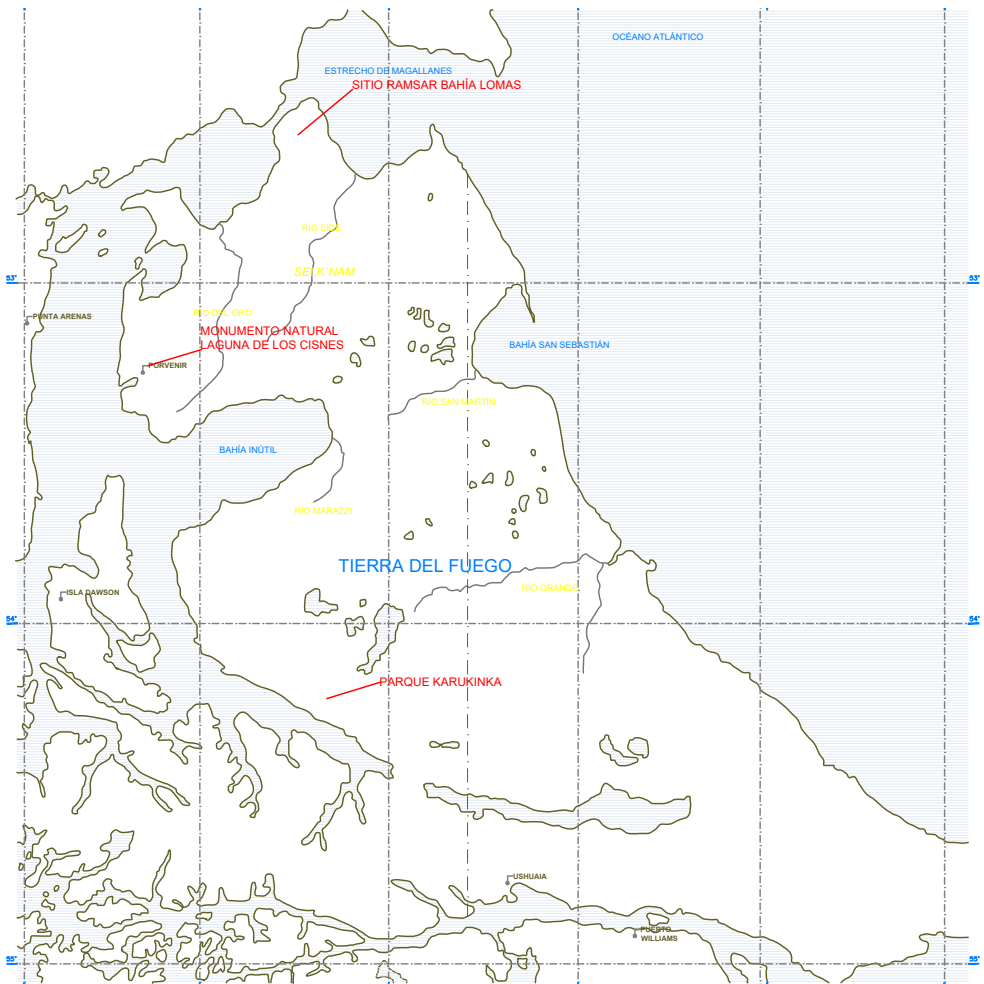 OCÉANO ATLÁNTICO
ESTRECHO DE MAGALLANES
SITIO RAMSAR BAHÍA LOMAS
RÍO SIDE
SELK´NAM
53°
53°
RÍO DEL ORO
PUNTA ARENAS
MONUMENTO NATURAL
LAGUNA DE LOS CISNES
BAHÍA SAN SEBASTIÁN
PORVENIR
RÍO SAN MARTÍN
BAHÍA INÚTIL
RÍO MARAZZI
TIERRA DEL FUEGO
RÍO GRANDE
ISLA DAWSON
54°
54°
PARQUE KARUKINKA
USHUAIA
PUERTO
WILLIAMS
55°
55°